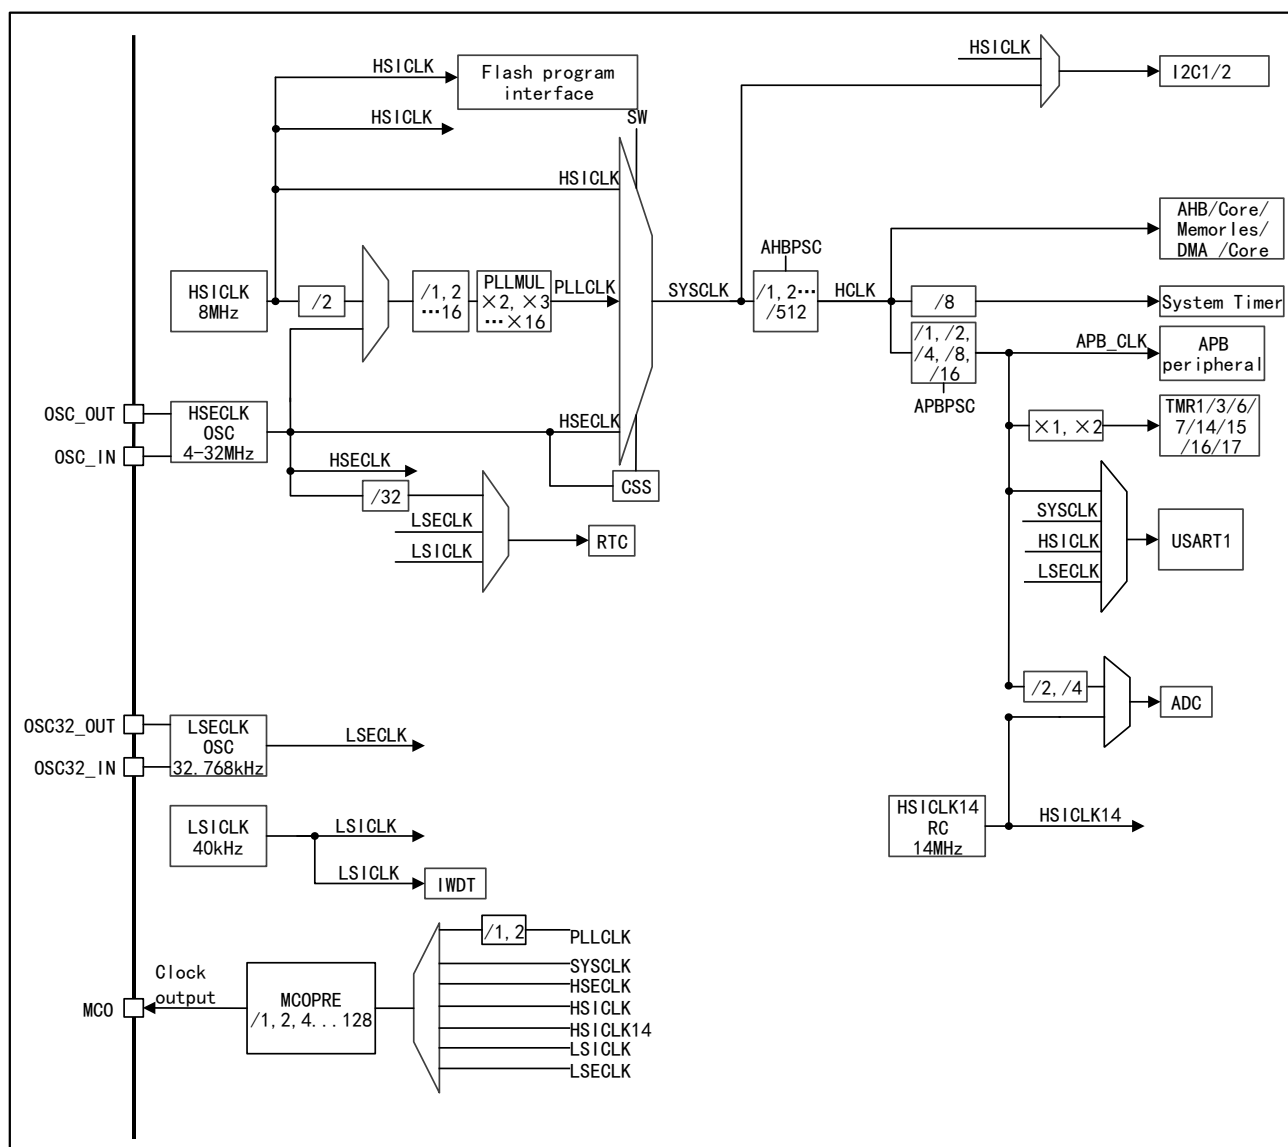 HSICLK
Flash program
interface
HSICLK
SW
HSICLK
HSICLK
I2C1/2
HSICLK
8MHz
/2
/1, 2
…16
PLLMUL
×2, ×3
…×16
PLLCLK
SYSCLK
AHBPSC
/1, 2…
/512
HCLK
AHB/Core/
Memorles/
DMA /Core
/8
System Timer
/1, /2,
/4, /8,
/16
APBPSC
APB_CLK
APB
peripheral
×1, ×2
TMR1/3/6/
7/14/15
/16/17
OSC_OUT
OSC_IN
HSECLK
OSC
4-32MHz
HSECLK
HSECLK
CSS
/32
LSECLK
LSICLK
RTC
SYSCLK
HSICLK
LSECLK
USART1
/2, /4
ADC
HSICLK14
RC
14MHz
HSICLK14
OSC32_OUT
OSC32_IN
LSECLK
OSC
32.768kHz
LSECLK
LSICLK
40kHz
LSICLK
LSICLK
IWDT
MCO
Clock
output
MCOPRE
/1, 2, 4...128
/1, 2
PLLCLK
SYSCLK
HSECLK
HSICLK
HSICLK14
LSICLK
LSECLK